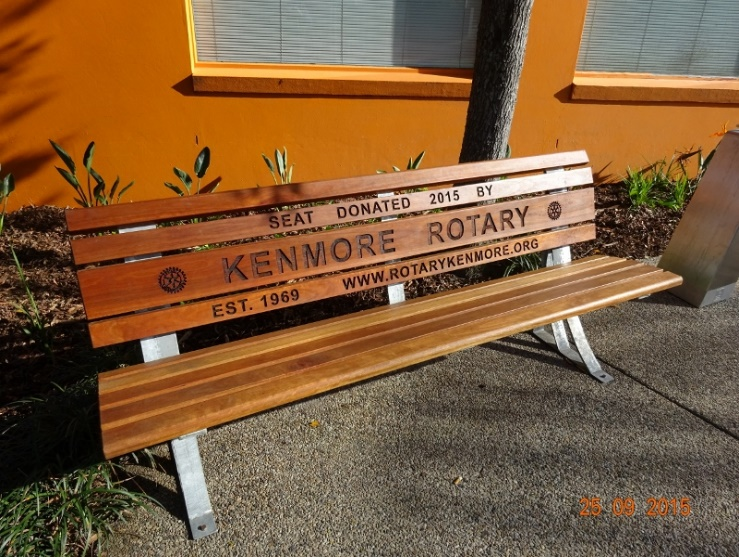 SEAT DONATED 2015 BY
KENMORE ROTARY
EST. 1969 WWW.ROTARYKENMORE.ORG
25 09 2015